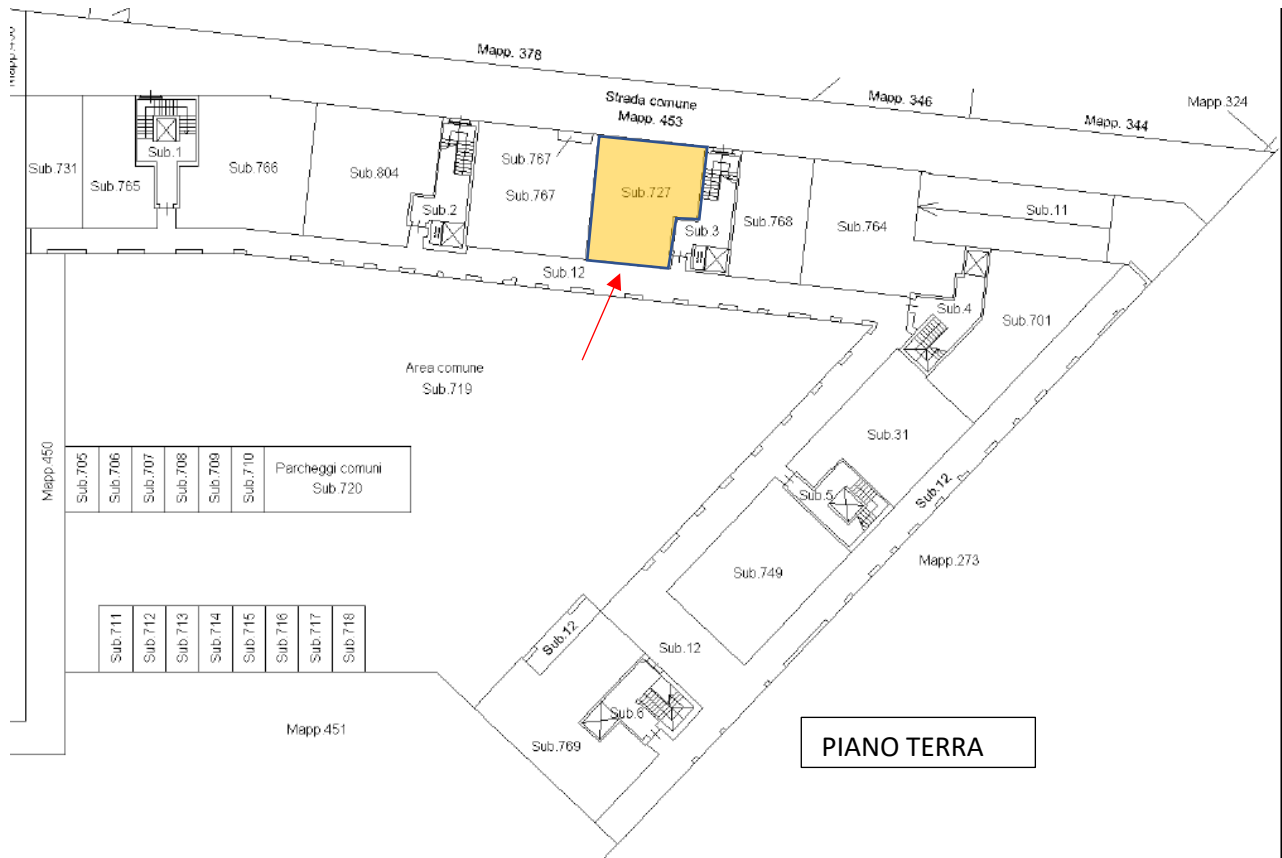 Mapp. 378
Mapp. 346
Mapp. 344
Mapp 324
Strada comune
Mapp. 453
Sub.731
Sub.765
Sub.1
Sub.766
Sub.804
Sub.2
Sub.767
Sub.767
Sub.727
Sub.3
Sub.768
Sub.764
Sub.11
Sub.12
Sub.4
Sub.701
Area comune
Sub.719
Sub.31
Mapp.450
Sub.705
Sub.706
Sub.707
Sub.708
Sub.709
Sub.710
Parcheggi comuni
Sub.720
Sub.5
Sub.12
Mapp.273
Sub.749
Sub.711
Sub.712
Sub.713
Sub.714
Sub.715
Sub.716
Sub.717
Sub.718
Sub.12
Sub.12
Sub.6
Mapp.451
Sub.769
PIANO TERRA